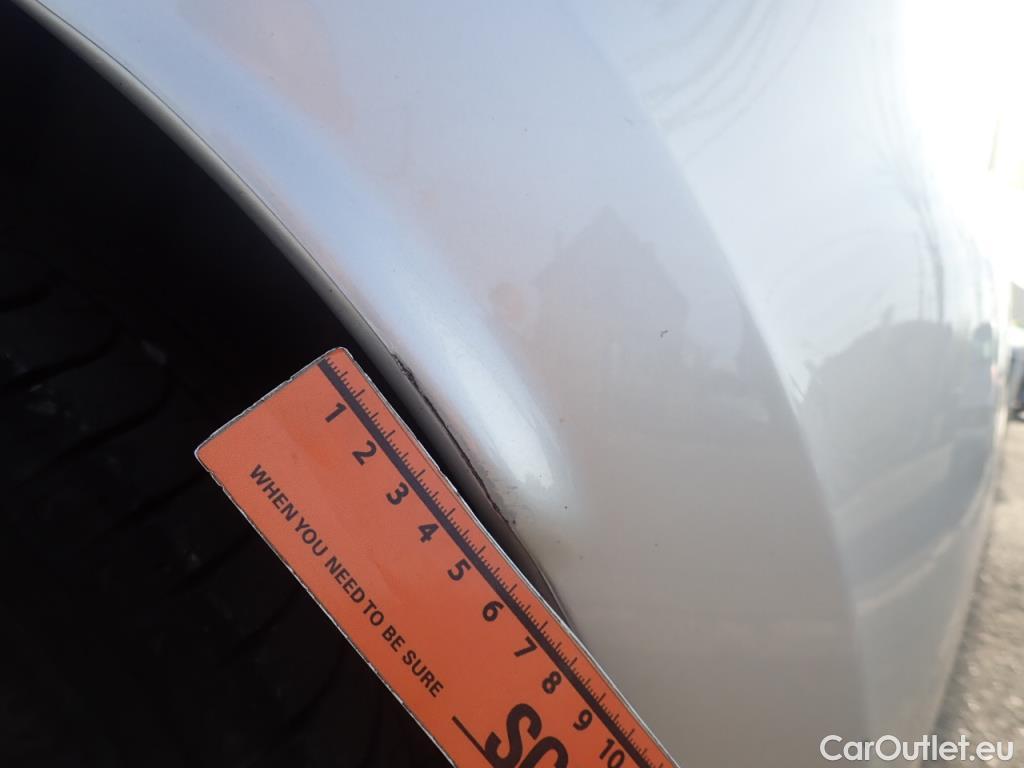 1 2 3 4 5 6 7 8 9 10
WHEN YOU NEED TO BE SURE
CarOutlet.eu